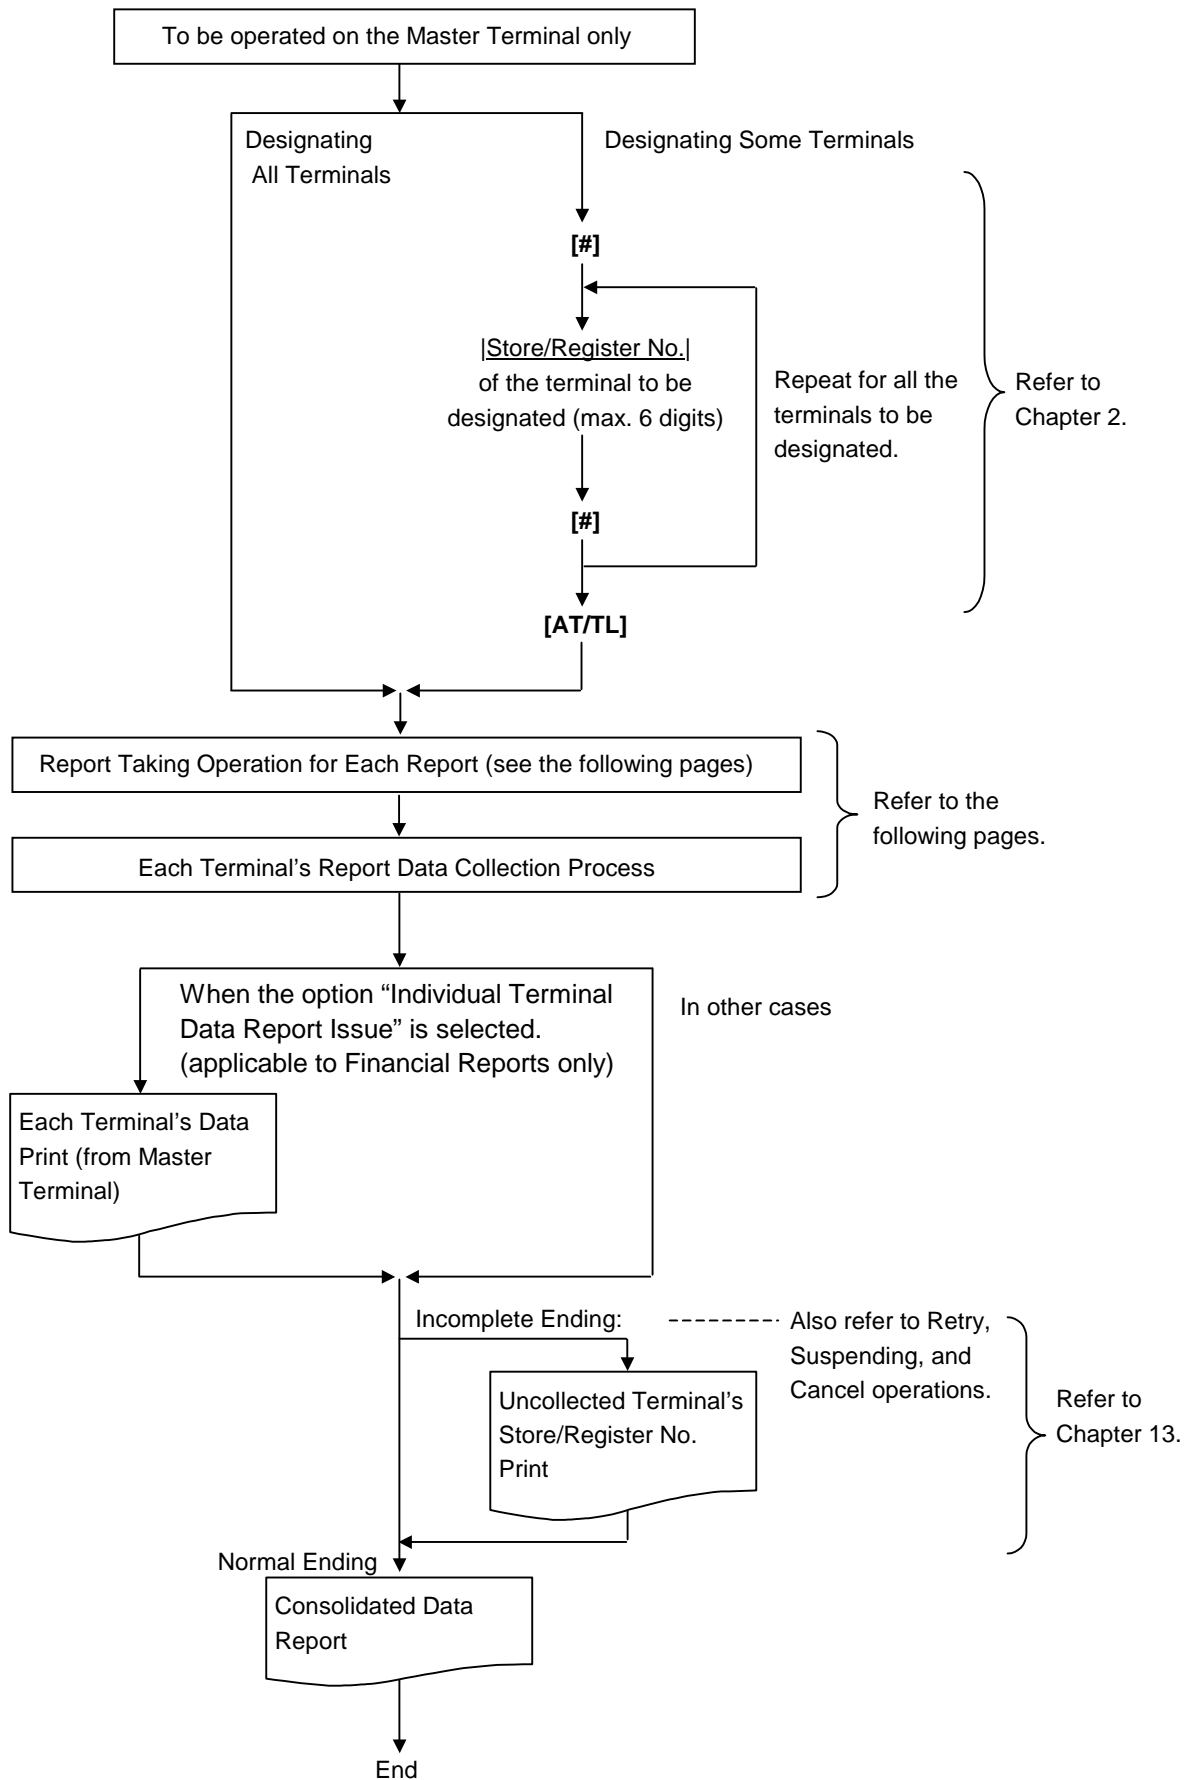 To be operated on the Master Terminal only
Designating
All Terminals
Designating Some Terminals
[#]
|Store/Register No.|
of the terminal to be
designated (max. 6 digits)
Repeat for all the
terminals to be
designated.
Refer to
Chapter 2.
[#]
[AT/TL]
Report Taking Operation for Each Report (see the following pages)
Each Terminal’s Report Data Collection Process
Refer to the
following pages.
When the option “Individual Terminal
Data Report Issue” is selected.
(applicable to Financial Reports only)
In other cases
Each Terminal’s Data
Print (from Master
Terminal)
Incomplete Ending:
Also refer to Retry,
Suspending, and
Cancel operations.
Uncollected Terminal’s
Store/Register No.
Print
Refer to
Chapter 13.
Normal Ending
Consolidated Data
Report
End